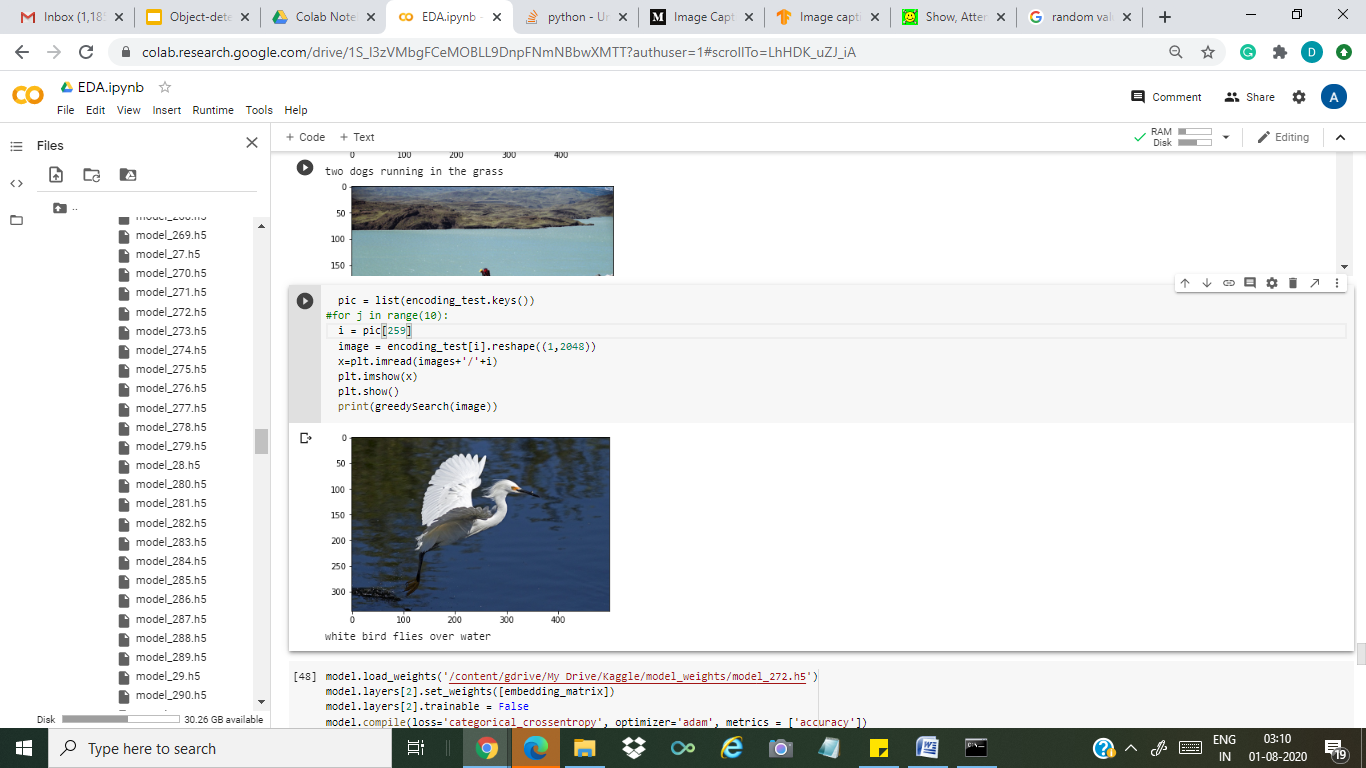 Inbox (1,18
Object-dete
Colab Note
EDA.ipynb -
python - Ur
Image Capt
Image capti
Show, Atter
random val
colab.research.google.com/drive/1S_l3zVMbgFCeMOBLL9DnpFNmNBbwXMTT?authuser=1#scrollTo=LhHDK_uZJ_iA
D
EDA.ipynb
File Edit View Insert Runtime Tools Help
Comment
Share
A
Files
+ Code + Text
RAM
Disk
Editing
..
model_269.h5
model_27.h5
model_270.h5
model_271.h5
model_272.h5
model_273.h5
model_274.h5
model_275.h5
model_276.h5
model_277.h5
model_278.h5
model_279.h5
model_28.h5
model_280.h5
model_281.h5
model_282.h5
model_283.h5
model_284.h5
model_285.h5
model_286.h5
model_287.h5
model_288.h5
model_289.h5
model_29.h5
model_290.h5
Disk 30.26 GB available
0 100 200 300 400
two dogs running in the grass
0
50
100
150
pic = list(encoding_test.keys())
#for j in range(10):
i = pic[259]
image = encoding_test[i].reshape((1,2048))
x=plt.imread(images+'/'+i)
plt.imshow(x)
plt.show()
print(greedySearch(image))
0
50
100
150
200
250
300
0 100 200 300 400
white bird flies over water
[48] model.load_weights('/content/gdrive/My Drive/Kaggle/model_weights/model_272.h5')
model.layers[2].set_weights([embedding_matrix])
model.layers[2].trainable = False
model.compile(loss='categorical_crossentropy', optimizer='adam', metrics = ['accuracy'])
Type here to search
ENG
IN
03:10
01-08-2020
19